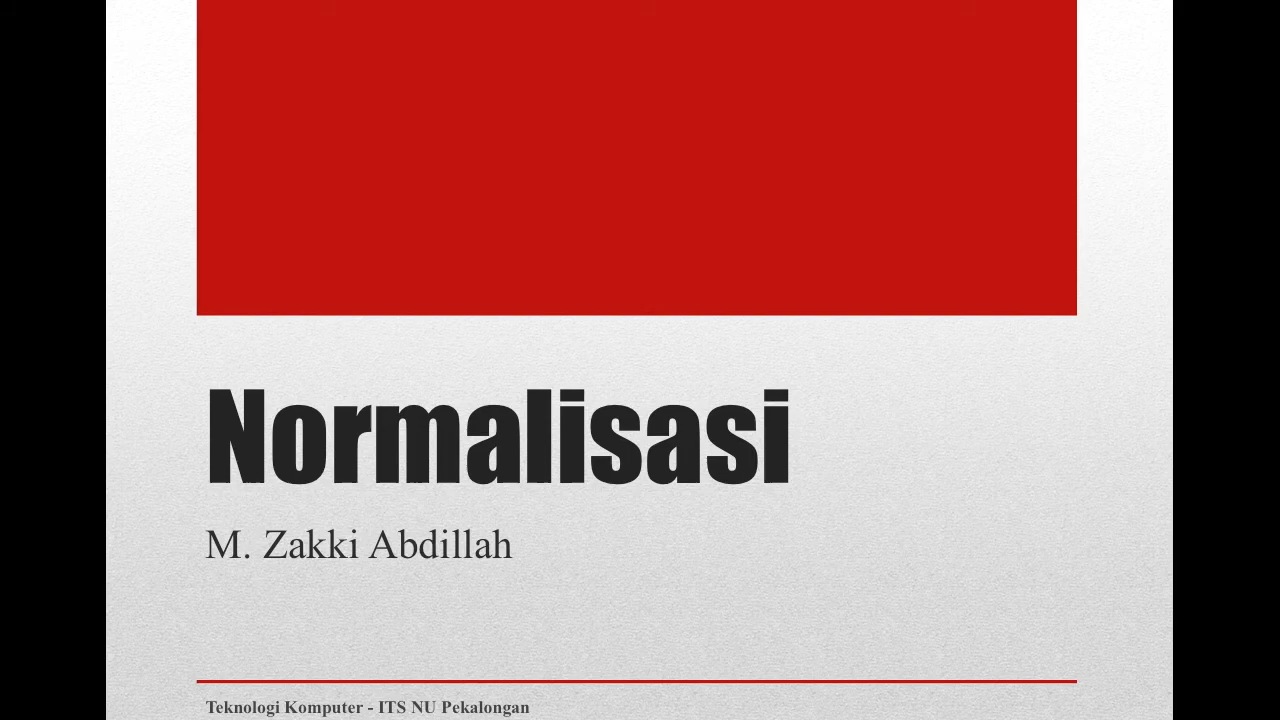 Normalisasi
M. Zakki Abdillah
Teknologi Komputer - ITS NU Pekalongan